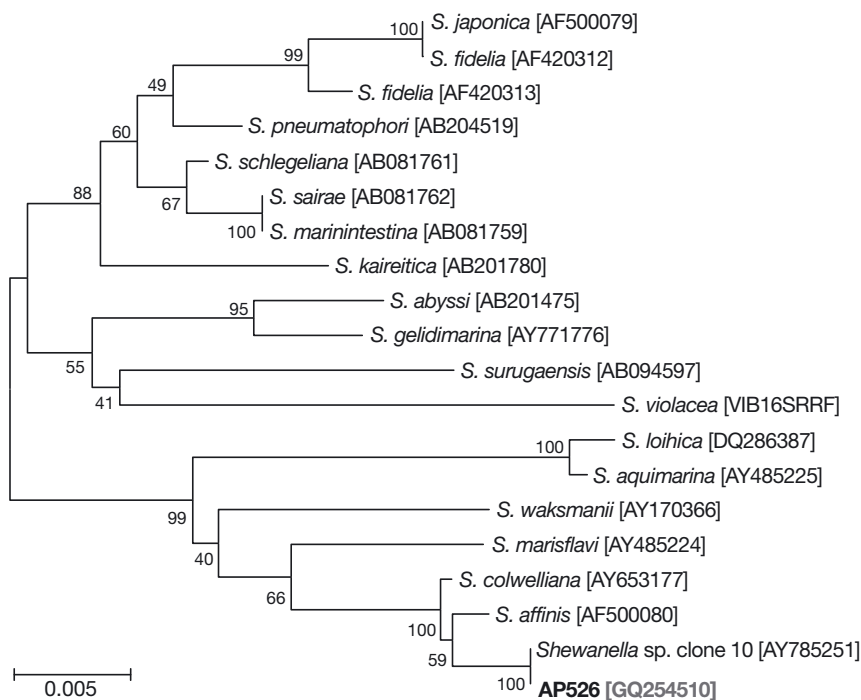 100 S. japonica [AF500079]
S. fidelia [AF420312]
99
S. fidelia [AF420313]
49
S. pneumatophori [AB204519]
60
S. schlegeliana [AB081761]
67
S. sairae [AB081762]
88
100 S. marinintestina [AB081759]
S. kaireitica [AB201780]
S. abyssi [AB201475]
95
S. gelidimarina [AY771776]
55
S. surugaensis [AB094597]
41
S. violacea [VIB16SRRF]
S. loihica [DQ286387]
100
S. aquimarina [AY485225]
99
S. waksmanii [AY170366]
40
S. marisflavi [AY485224]
66
S. colwelliana [AY653177]
100
S. affinis [AF500080]
59
Shewanella sp. clone 10 [AY785251]
100 AP526 [GQ254510]
0.005